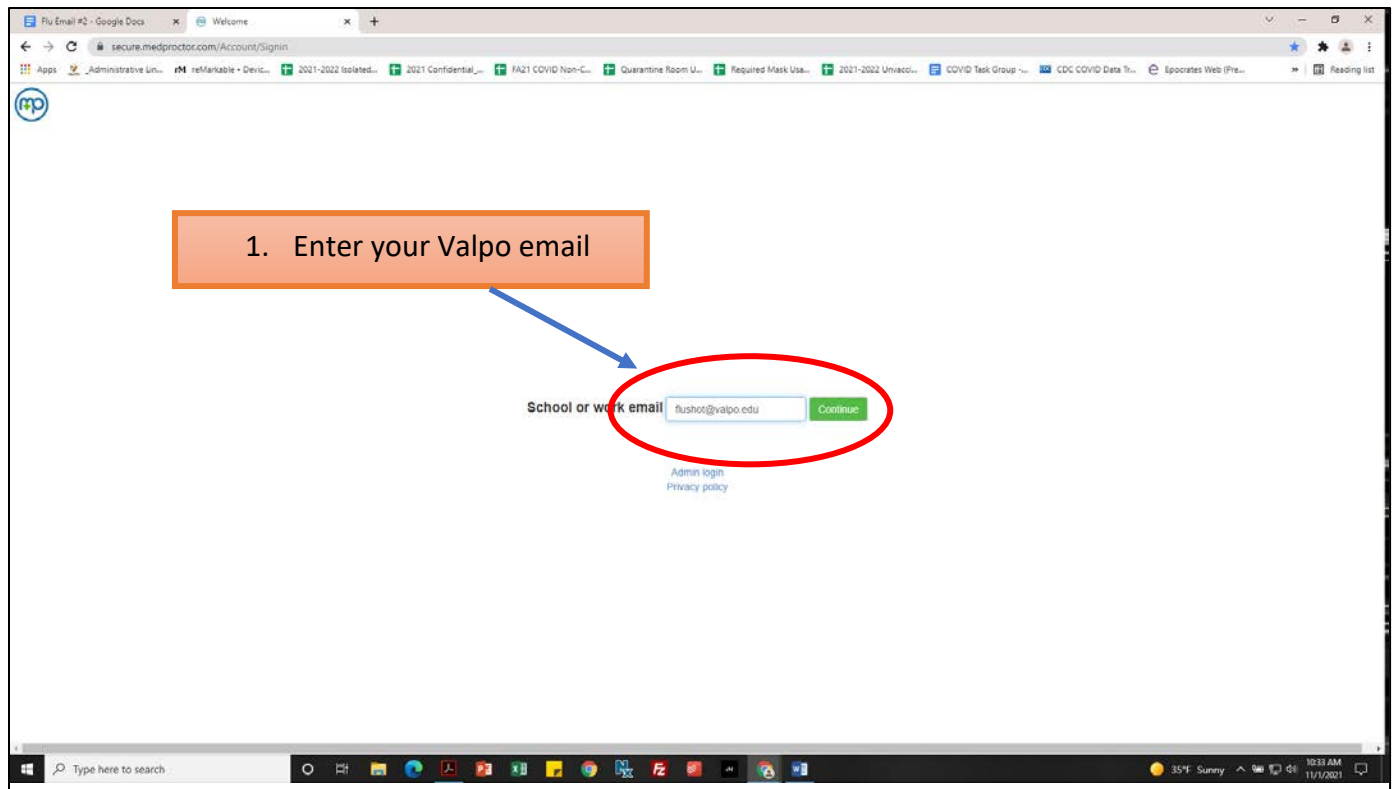 Flu Email #2 - Google Docs
Welcome
secure.medproctor.com/Account/Signin
Apps
_Administrative Lin...
rM reMarkable • Devic...
2021-2022 Isolated...
2021 Confidential_...
FA21 COVID Non-C...
Quarantine Room U...
Required Mask Usa...
2021-2022 Unvacci...
COVID Task Group -...
CDC COVID Data Tr...
Epocrates Web (Pre...
»
Reading list
mp
1. Enter your Valpo email
School or work email flushot@valpo.edu Continue
Admin login
Privacy policy
Type here to search
35°F Sunny
10:33 AM
11/1/2021